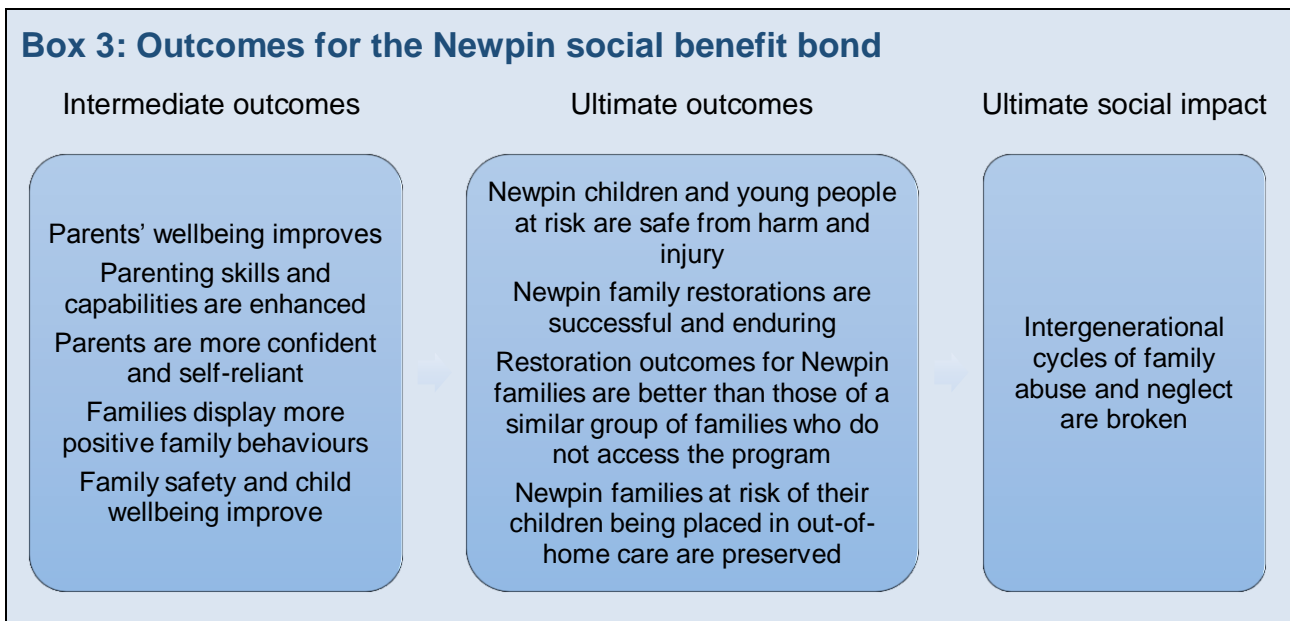 Box 3: Outcomes for the Newpin social benefit bond
Intermediate outcomes
Parents’ wellbeing improves
Parenting skills and
capabilities are enhanced
Parents are more confident
and self-reliant
Families display more
positive family behaviours
Family safety and child
wellbeing improve
Ultimate outcomes
Newpin children and young people
at risk are safe from harm and
injury
Newpin family restorations are
successful and enduring
Restoration outcomes for Newpin
families are better than those of a
similar group of families who do
not access the program
Newpin families at risk of their
children being placed in out-of-
home care are preserved
Ultimate social impact
Intergenerational
cycles of family
abuse and neglect
are broken